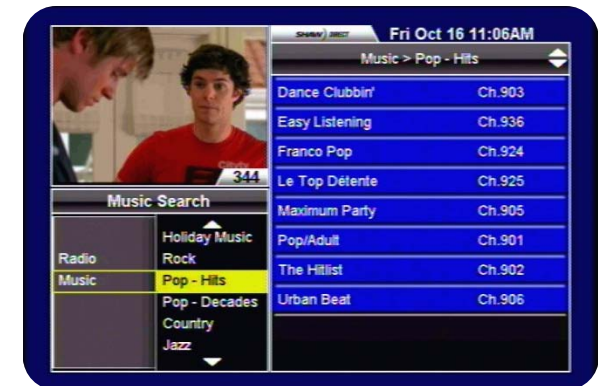 SHAW) DIRECT
Fri Oct 16 11:06AM
Music > Pop - Hits
Dance Clubbin' Ch.903
Easy Listening Ch.936
Franco Pop Ch.924
Le Top Détente Ch.925
Maximum Party Ch.905
Pop/Adult Ch.901
The Hitlist Ch.902
Urban Beat Ch.906
344
Music Search
Radio
Music
Holiday Music
Rock
Pop - Hits
Pop - Decades
Country
Jazz